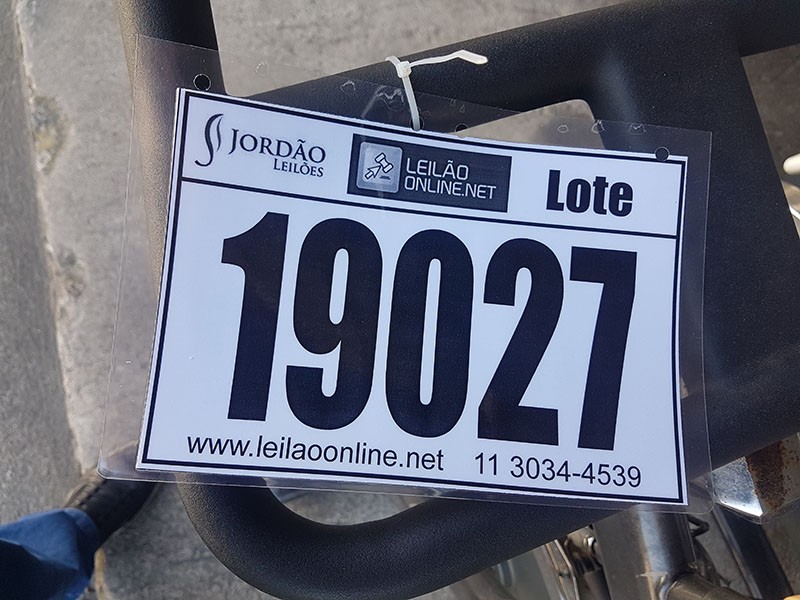 JORDÃO
LEILÕES
LEILÃO
ONLINE.NET
Lote
19027
www.leilaoonline.net 11 3034-4539